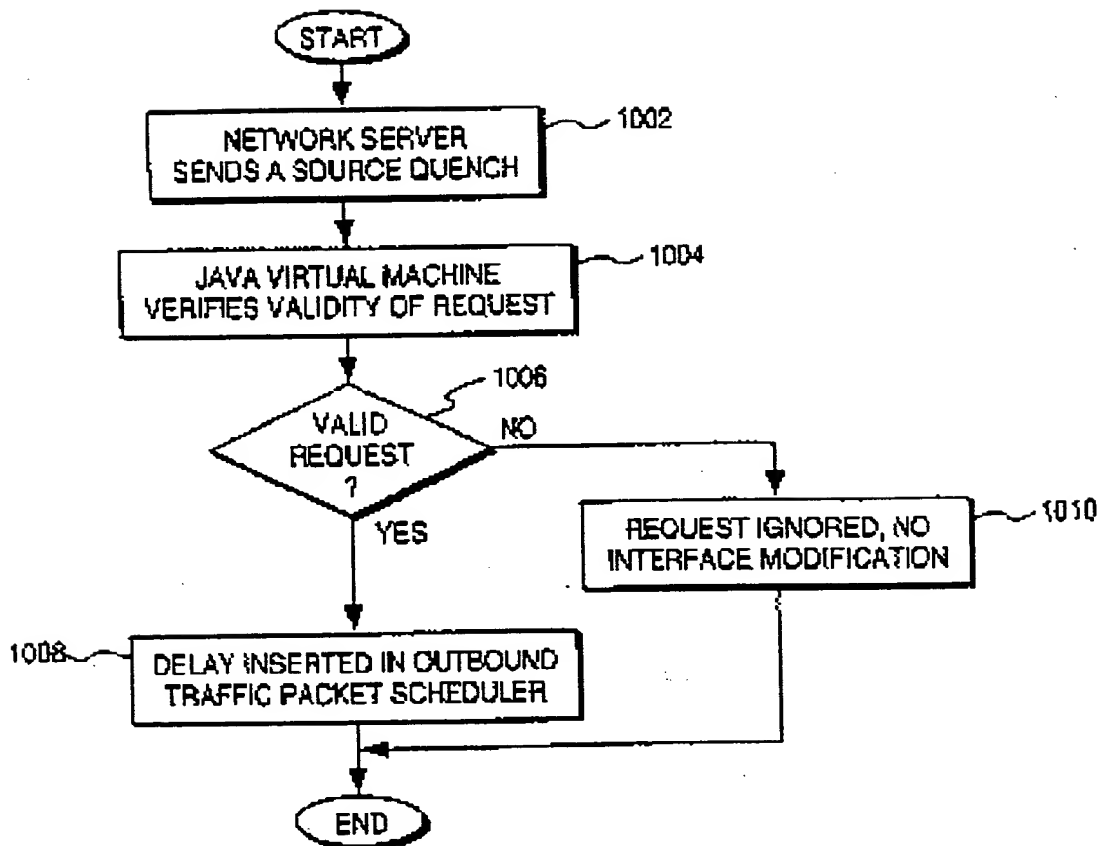 START
NETWORK SERVER
SENDS A SOURCE QUENCH
1002
JAVA VIRTUAL MACHINE
VERIFIES VALIDITY OF REQUEST
1004
VALID
REQUEST
?
1006
NO
YES
REQUEST IGNORED, NO
INTERFACE MODIFICATION
1010
1008
DELAY INSERTED IN OUTBOUND
TRAFFIC PACKET SCHEDULER
END